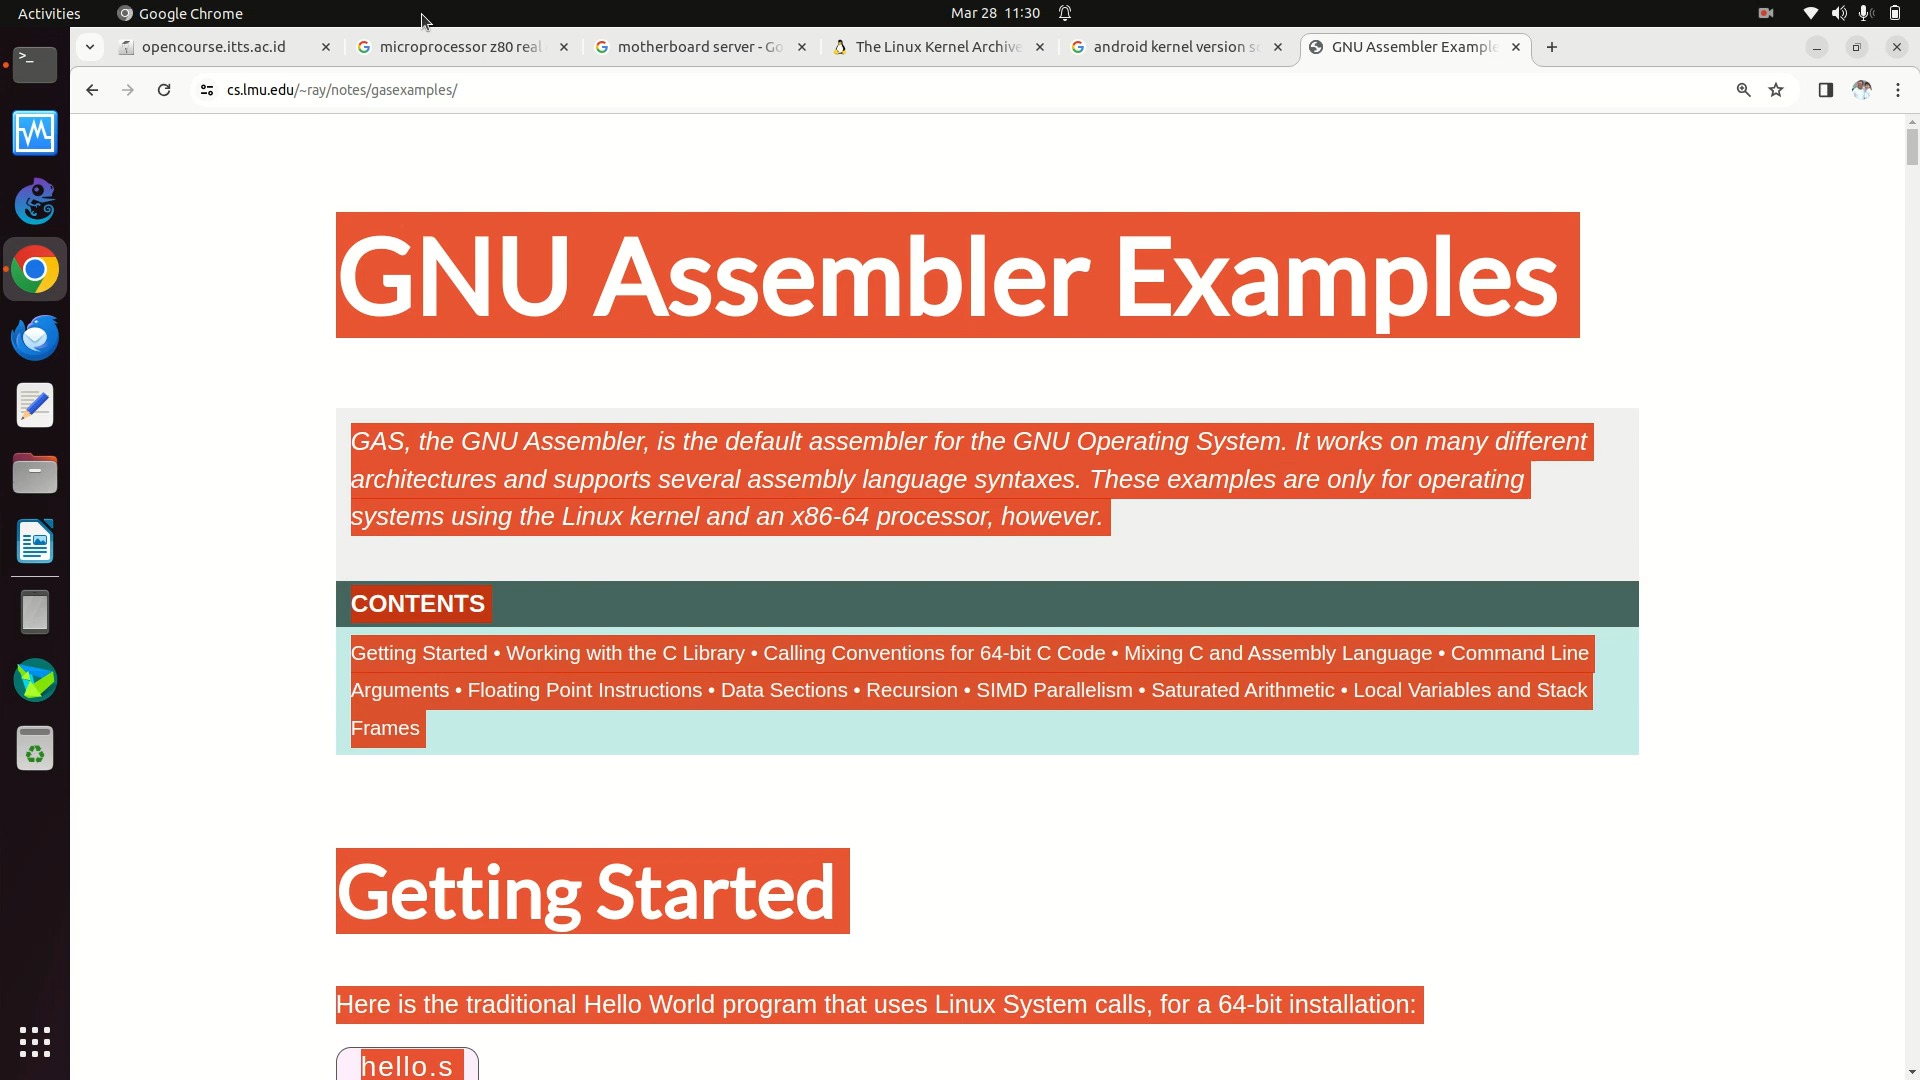 Activities
Google Chrome
Mar 28 11:30
opencourse.itts.ac.id
microprocessor z80 real
motherboard server - Go
The Linux Kernel Archive
android kernel version s
GNU Assembler Example
cs.lmu.edu/~ray/notes/gasexamples/
GNU Assembler Examples
GAS, the GNU Assembler, is the default assembler for the GNU Operating System. It works on many different
architectures and supports several assembly language syntaxes. These examples are only for operating
systems using the Linux kernel and an x86-64 processor, however.
CONTENTS
Getting Started • Working with the C Library • Calling Conventions for 64-bit C Code • Mixing C and Assembly Language • Command Line
Arguments • Floating Point Instructions • Data Sections • Recursion • SIMD Parallelism • Saturated Arithmetic • Local Variables and Stack
Frames
Getting Started
Here is the traditional Hello World program that uses Linux System calls, for a 64-bit installation:
hello.s